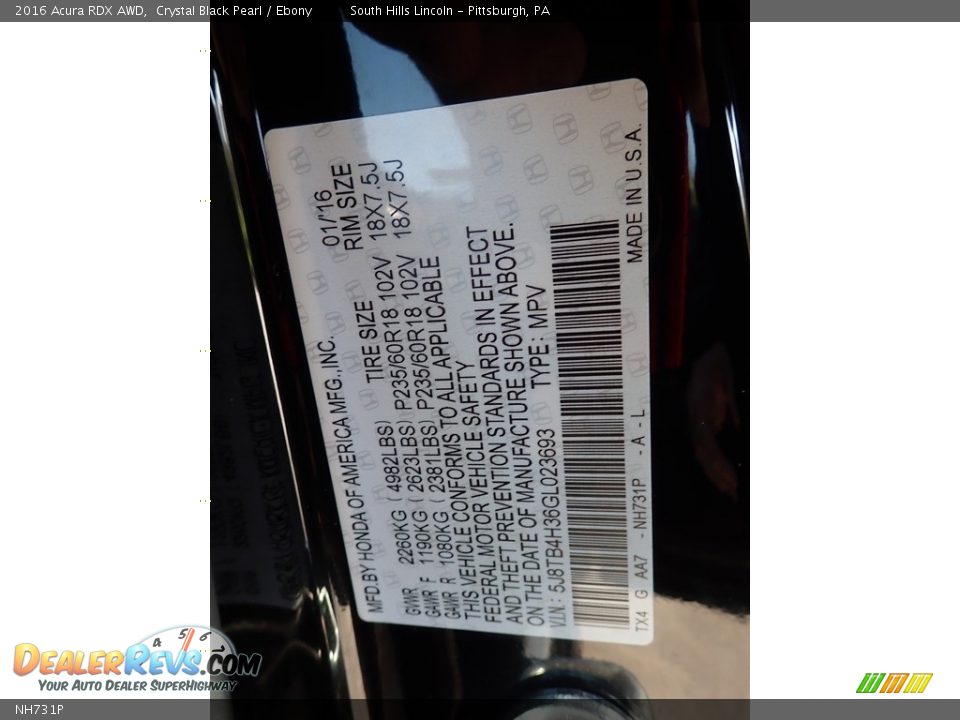 2016 Acura RDX AWD,  Crystal Black Pearl / Ebony      South Hills Lincoln - Pittsburgh, PA
MFD.BY HONDA OF AMERICA MFG.,INC. 01/'16
TIRE SIZE RIM SIZE
GVWR 2260KG ( 4982LBS)
GAWR F 1190KG ( 2623LBS) P235/60R18 102V 18X7.5J
GAWR R 1080KG ( 2381LBS) P235/60R18 102V 18X7.5J
THIS VEHICLE CONFORMS TO ALL APPLICABLE
FEDERAL MOTOR VEHICLE SAFETY
AND THEFT PREVENTION STANDARDS IN EFFECT
ON THE DATE OF MANUFACTURE SHOWN ABOVE.
V.I.N : 5J8TB4H36GL023693 TYPE : MPV
TX4 G AA7 - NH731P - A - L MADE IN U.S.A.
4 5 6
DEALERREVS.COM
YOUR AUTO DEALER SUPERHIGHWAY
NH731P